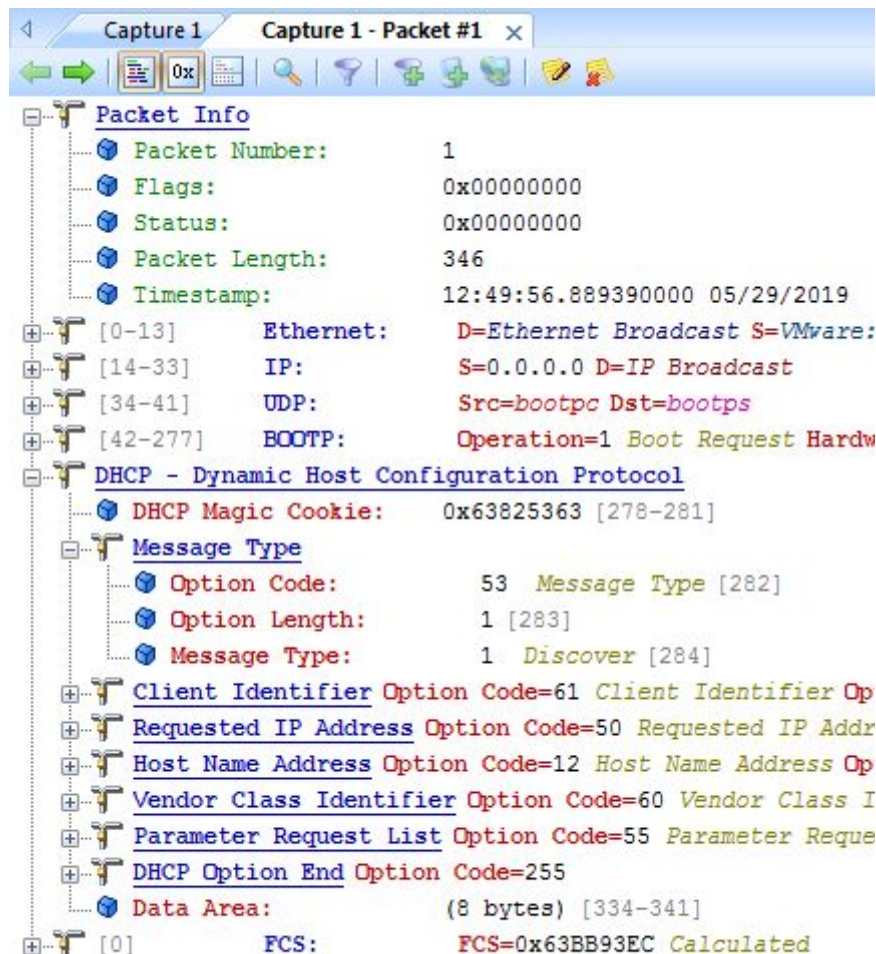 Capture 1 Capture 1 - Packet #1
0x
Packet Info
Packet Number: 1
Flags: 0x00000000
Status: 0x00000000
Packet Length: 346
Timestamp: 12:49:56.889390000 05/29/2019
[0-13] Ethernet: D=Ethernet Broadcast S=VMware:
[14-33] IP: S=0.0.0.0 D=IP Broadcast
[34-41] UDP: Src=bootpc Dst=bootps
[42-277] BOOTP: Operation=1 Boot Request Hardw
DHCP - Dynamic Host Configuration Protocol
DHCP Magic Cookie: 0x63825363 [278-281]
Message Type
Option Code: 53 Message Type [282]
Option Length: 1 [283]
Message Type: 1 Discover [284]
Client Identifier Option Code=61 Client Identifier Op
Requested IP Address Option Code=50 Requested IP Addr
Host Name Address Option Code=12 Host Name Address Op
Vendor Class Identifier Option Code=60 Vendor Class I
Parameter Request List Option Code=55 Parameter Reque
DHCP Option End Option Code=255
Data Area: (8 bytes) [334-341]
[0] FCS: FCS=0x63BB93EC Calculated